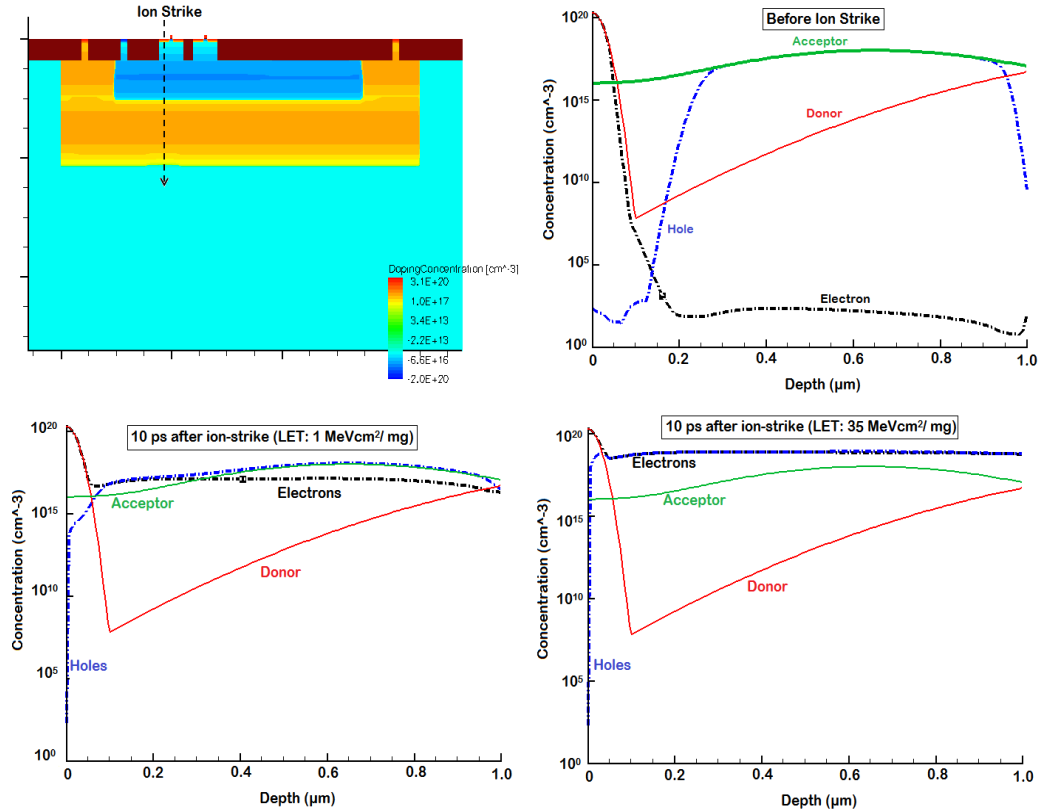 Ion Strike
DopingConcentration [cm^-3]
3.1E+20
1.0E+17
3.4E+13
-2.2E+13
-6.6E+16
-2.0E+20
Before Ion Strike
Concentration (cm^-3)
10^20
10^15
10^10
10^5
10^0
Acceptor
Donor
Hole
Electron
0 0.2 0.4 0.6 0.8 1.0
Depth (µm)
10 ps after ion-strike (LET: 1 MeVcm²/ mg)
Concentration (cm^-3)
10^20
10^15
10^10
10^5
10^0
Acceptor
Electrons
Donor
Holes
0 0.2 0.4 0.6 0.8 1.0
Depth (µm)
10 ps after ion-strike (LET: 35 MeVcm²/ mg)
Concentration (cm^-3)
10^20
10^15
10^10
10^5
10^0
Electrons
Acceptor
Donor
Holes
0 0.2 0.4 0.6 0.8 1.0
Depth (µm)